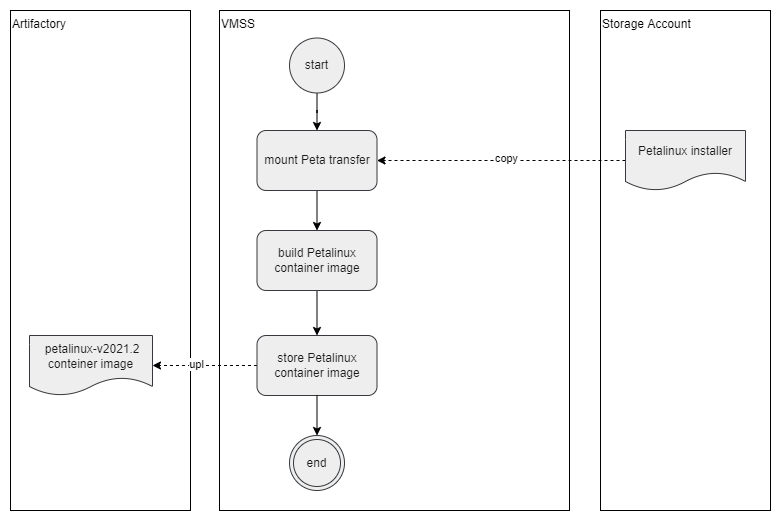 Artifactory
VMSS
Storage Account
start
mount Peta transfer
copy
Petalinux installer
build Petalinux
container image
petalinux-v2021.2
conteiner image
upl
store Petalinux
container image
end